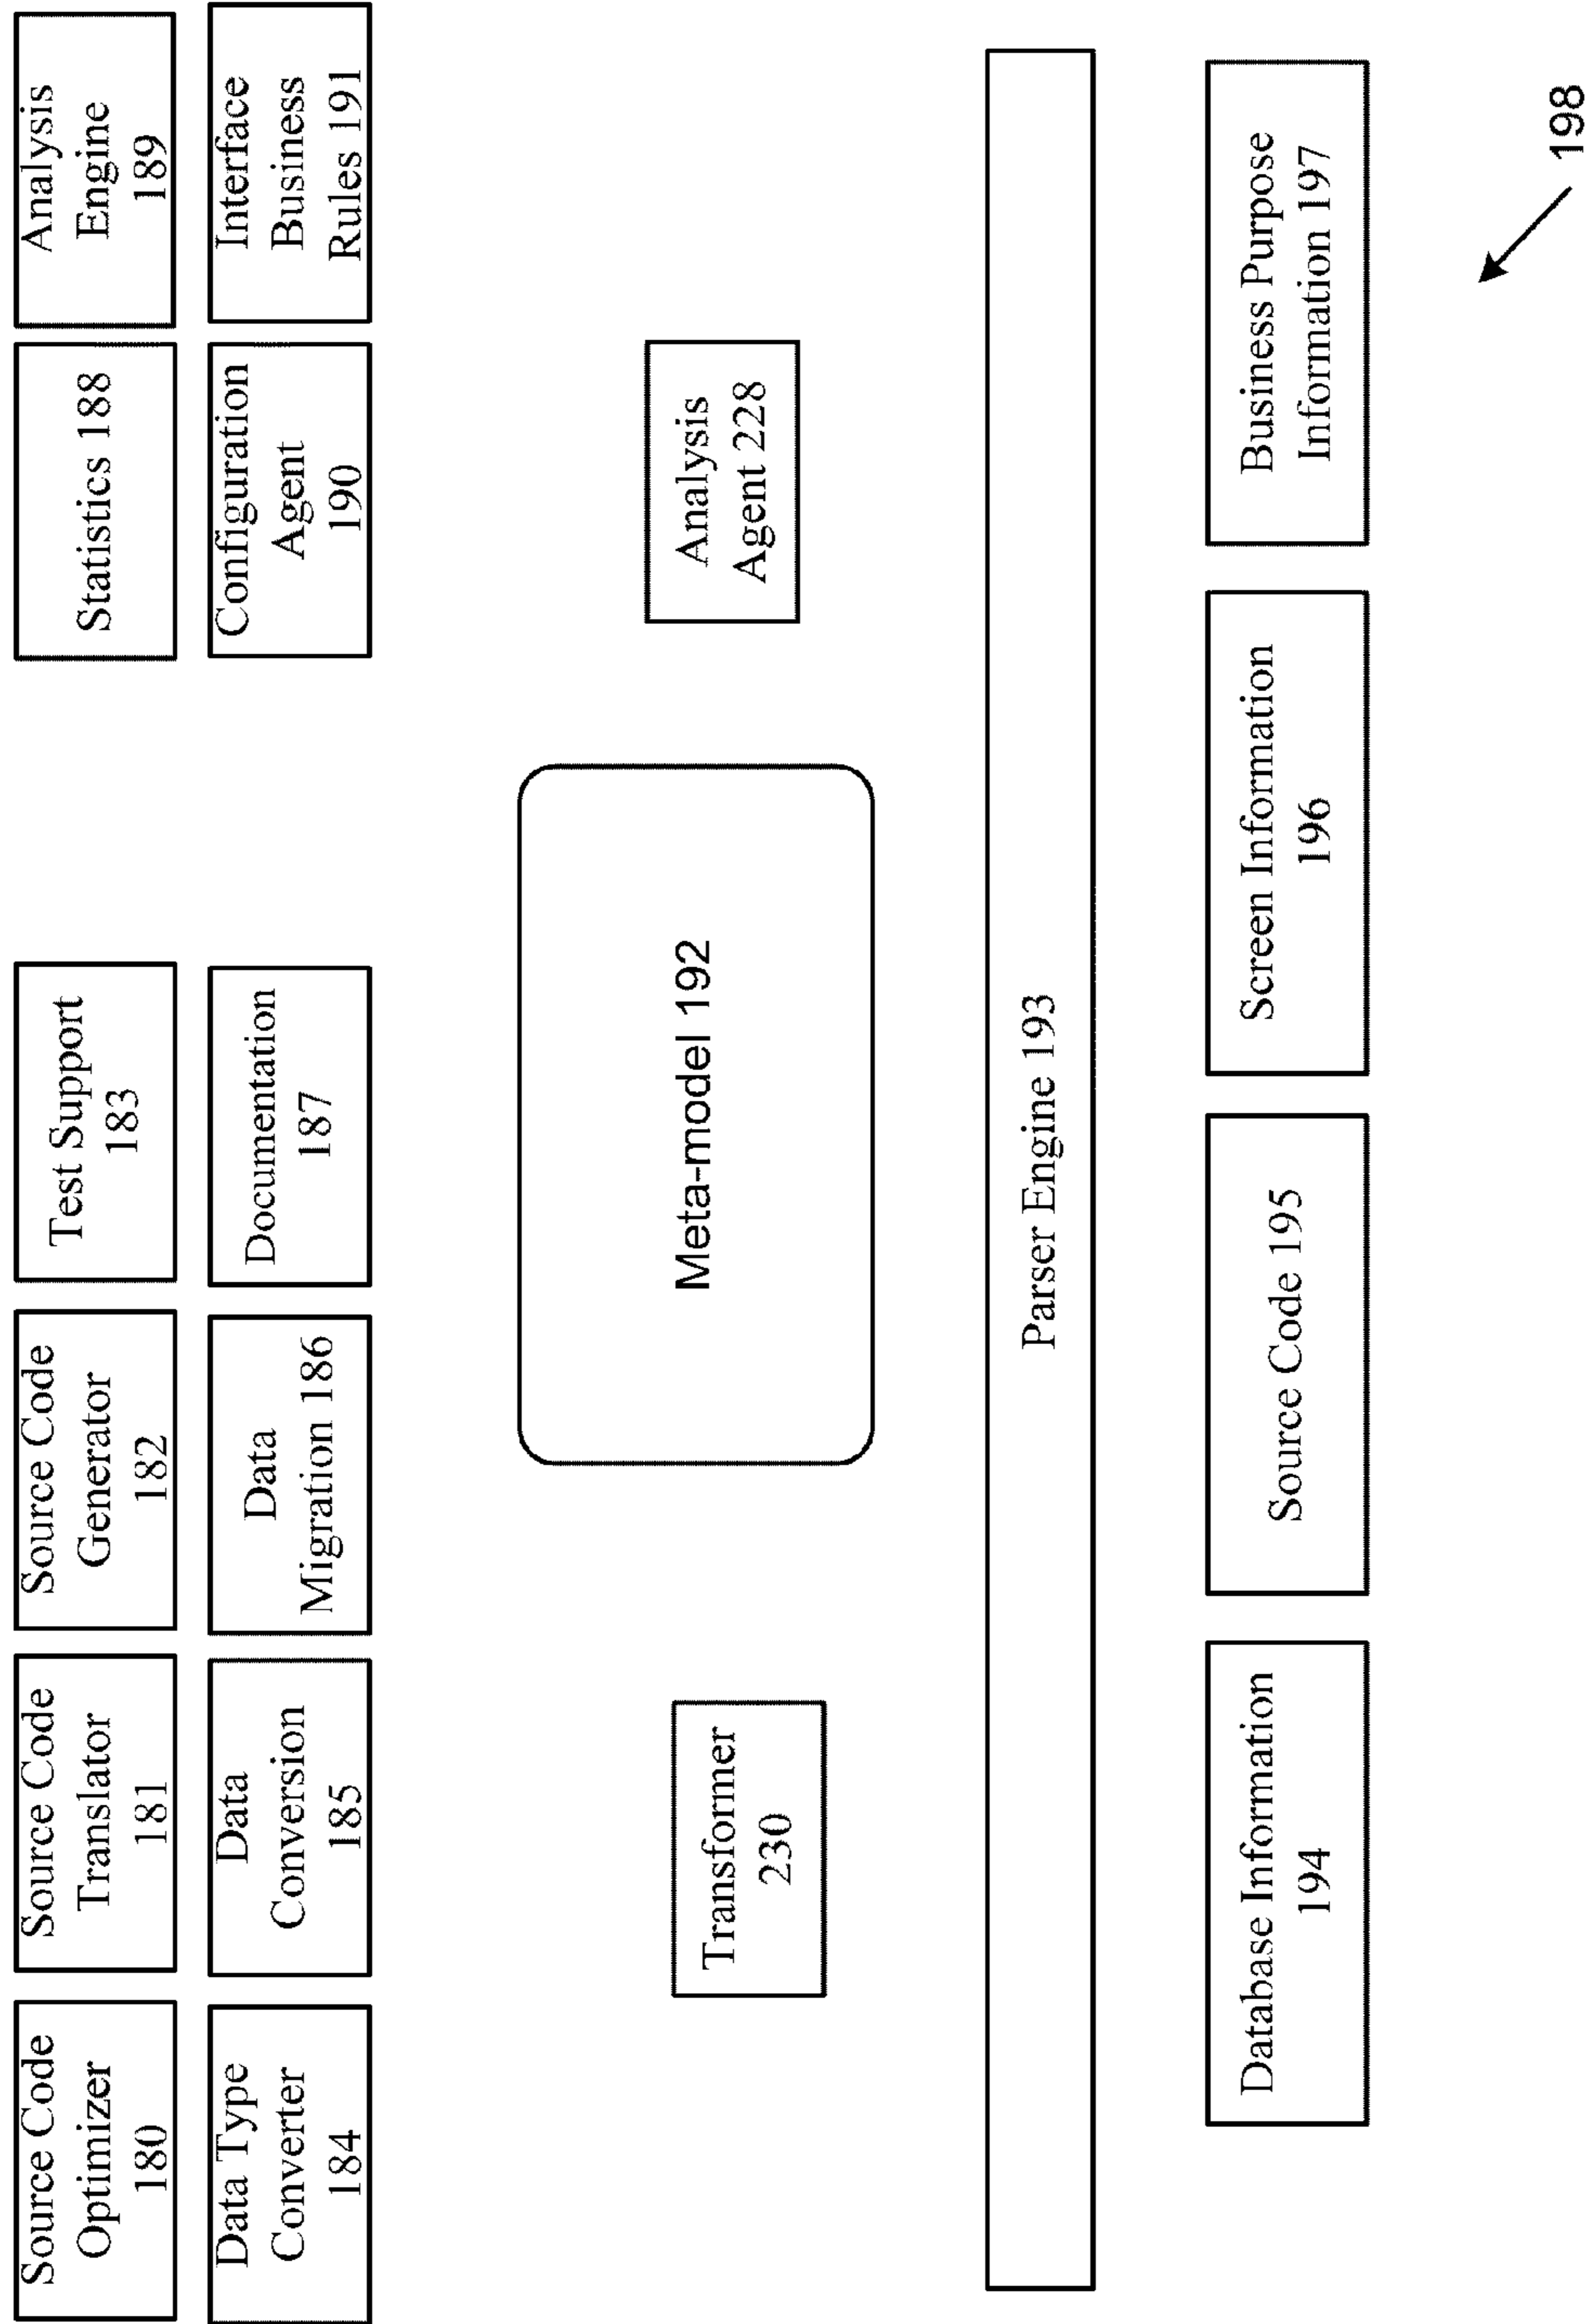 Source Code
Optimizer
180
Source Code
Translator
181
Source Code
Generator
182
Test Support
183
Statistics 188
Analysis
Engine
189
Data Type
Converter
184
Data
Conversion
185
Data
Migration 186
Documentation
187
Configuration
Agent
190
Interface
Business
Rules 191
Transformer
230
Meta-model 192
Analysis
Agent 228
Parser Engine 193
Database Information
194
Source Code 195
Screen Information
196
Business Purpose
Information 197
198